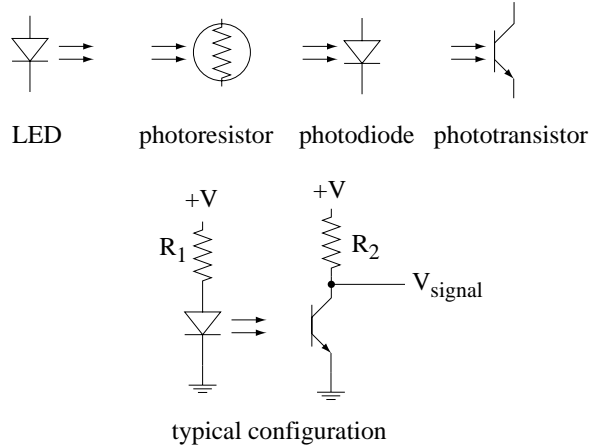 LED photoresistor photodiode phototransistor
+V +V
R1 R2
Vsignal
typical configuration